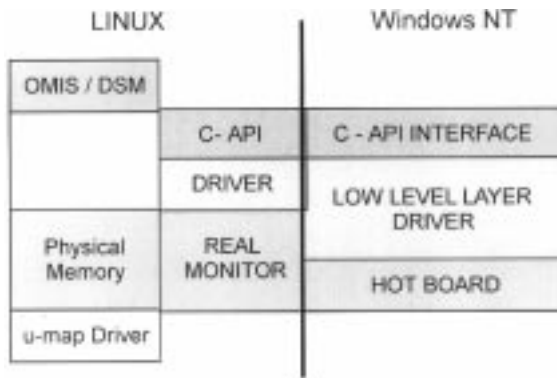 LINUX
Windows NT
OMIS / DSM
C- API
C - API INTERFACE
DRIVER
LOW LEVEL LAYER
DRIVER
Physical
Memory
REAL
MONITOR
HOT BOARD
u-map Driver